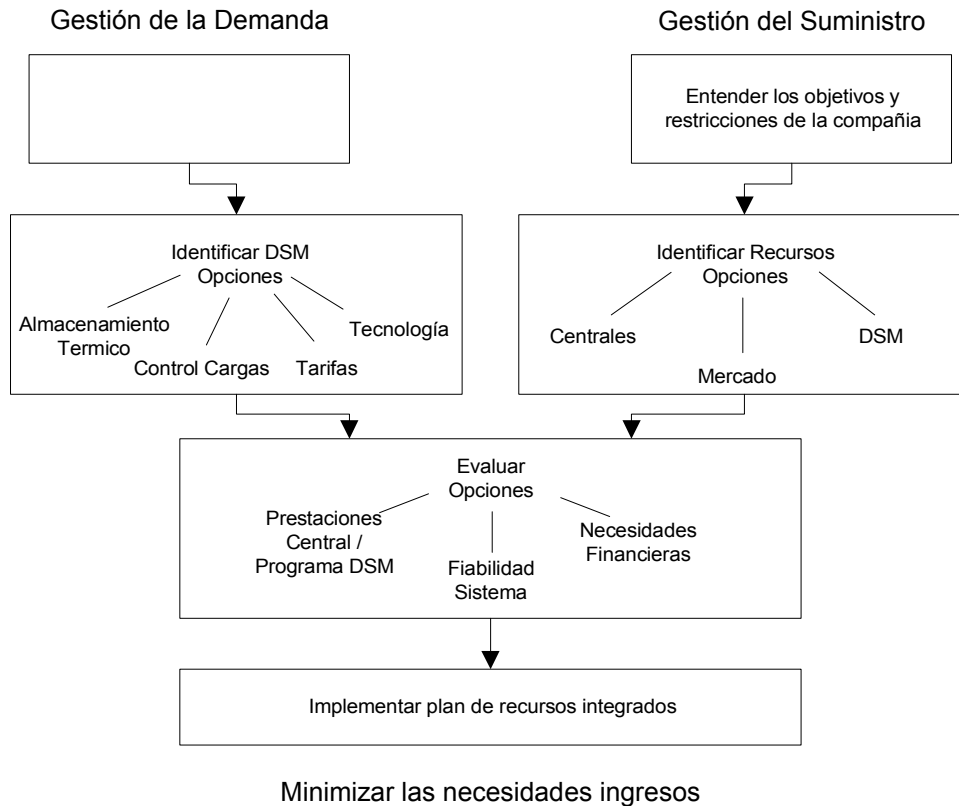 Gestión de la Demanda
Gestión del Suministro
Entender los objetivos y
restricciones de la compañia
Identificar DSM
Opciones
Almacenamiento
Termico
Control Cargas
Tarifas
Tecnología
Identificar Recursos
Opciones
Centrales
Mercado
DSM
Evaluar
Opciones
Prestaciones
Central /
Programa DSM
Fiabilidad
Sistema
Necesidades
Financieras
Implementar plan de recursos integrados
Minimizar las necesidades ingresos